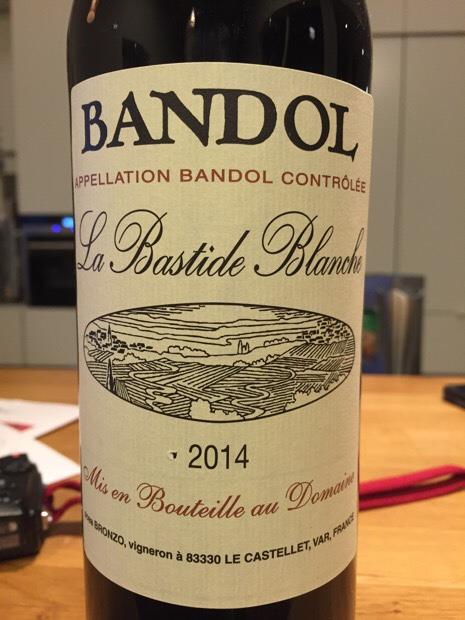 BANDOL
APPELLATION BANDOL CONTRÔLÉE
La Bastide Blanche
2014
Mis en Bouteille au Domaine
BRONZO, vigneron à 83330 LE CASTELLET, VAR, FRANCE